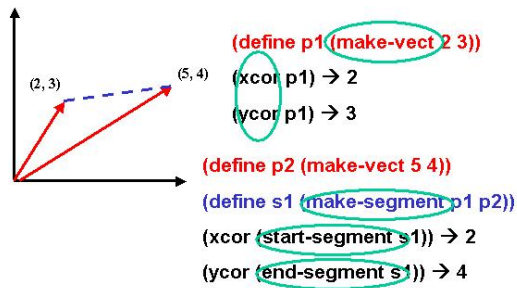 (2, 3)
(5, 4)
(define p1 (make-vect 2 3))
(xcor p1) → 2
(ycor p1) → 3
(define p2 (make-vect 5 4))
(define s1 (make-segment p1 p2))
(xcor (start-segment s1)) → 2
(ycor (end-segment s1)) → 4